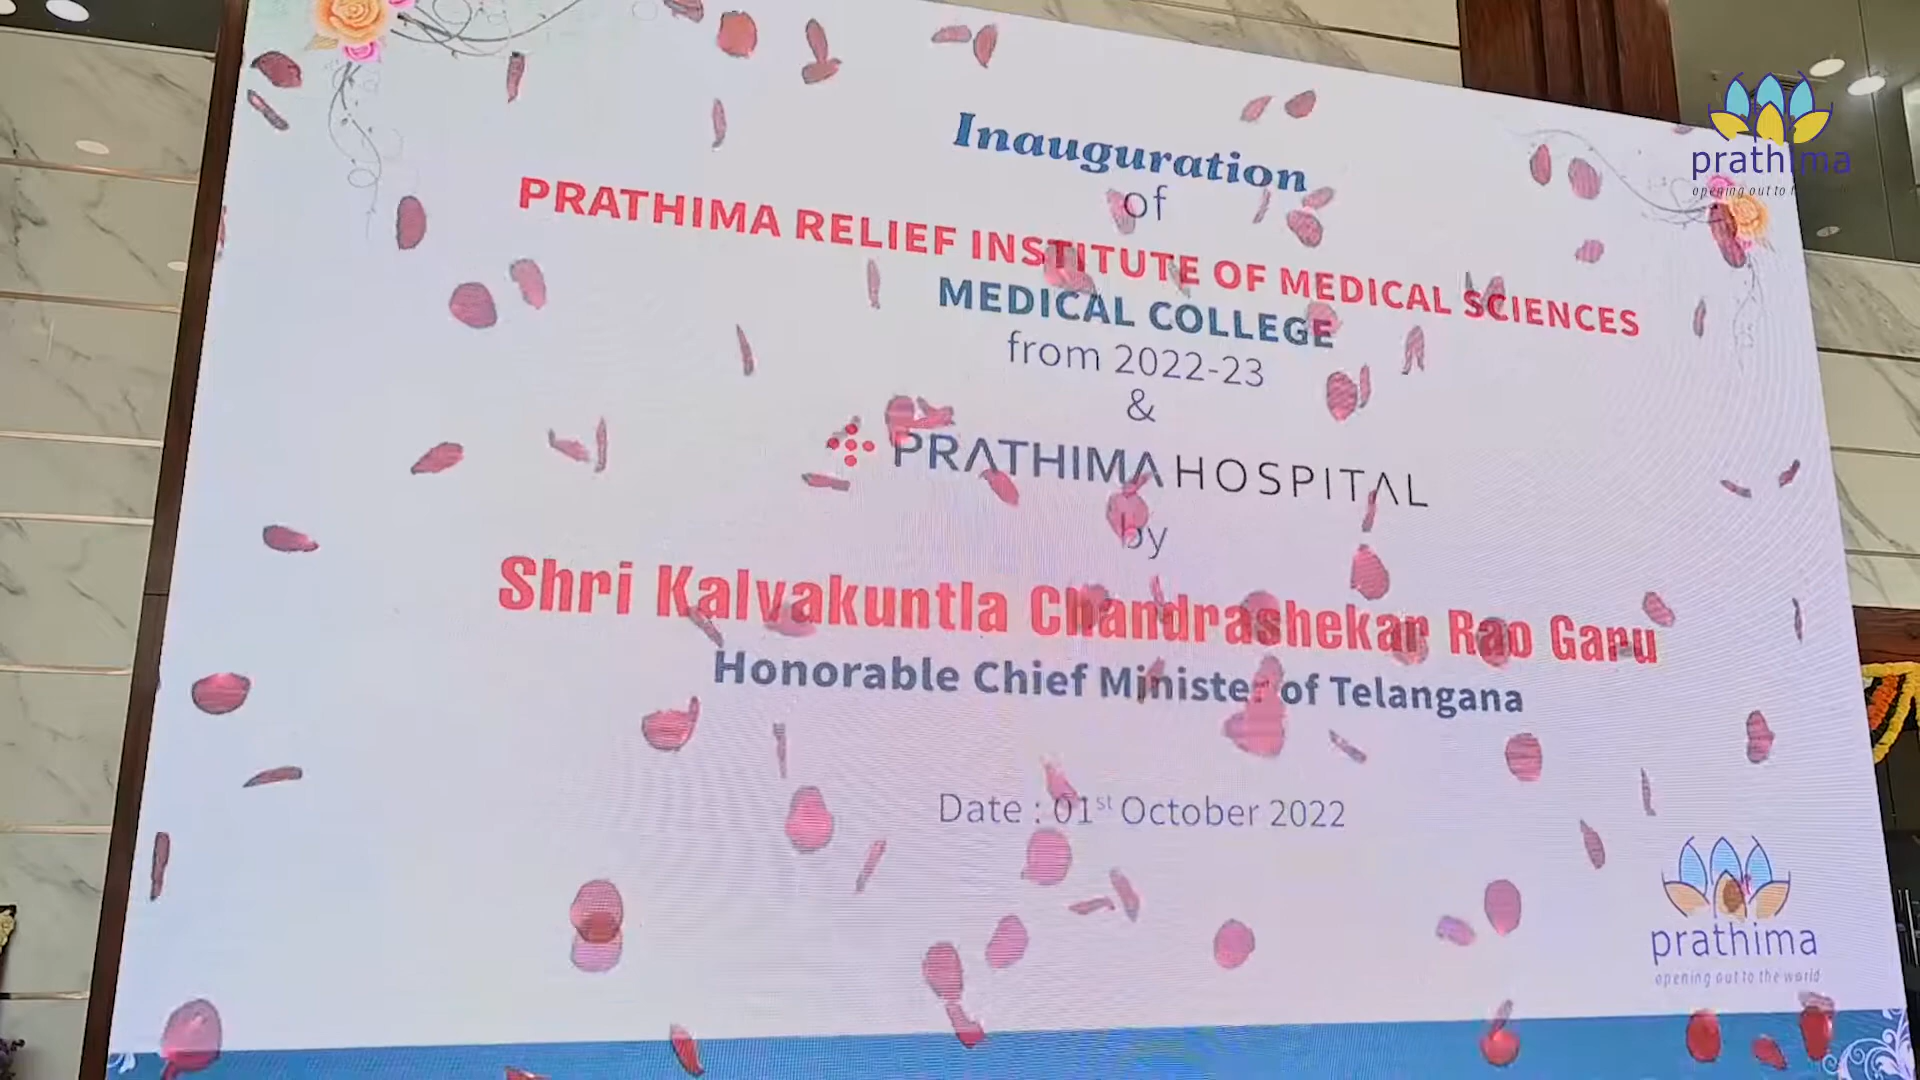 Inauguration
of
PRATHIMA RELIEF INSTITUTE OF MEDICAL SCIENCES
MEDICAL COLLEGE
from 2022-23
&
PRATHIMA HOSPITAL
by
Shri Kalvakuntla Chandrashekar Rao Garu
Honorable Chief Minister of Telangana
Date : 01st October 2022
prathima
opening out to the world
prathima
opening out to